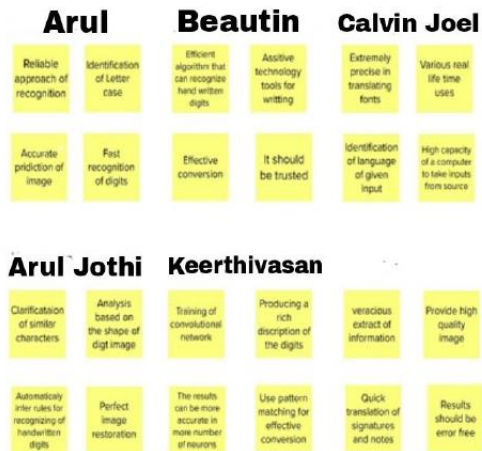 Arul
Reliable
approach of
recognition
Identification
of Letter
case
Accurate
pridiction of
image
Fast
recognition
of digits
Beautin
Efficient
algorithm that
can recognize
hand written
digits
Assitive
technology
tools for
writting
Effective
conversion
It should
be trusted
Calvin Joel
Extremely
precise in
translating
fonts
Various real
life time
uses
Identification
of language
of given
input
High capacity
of a computer
to take inputs
from source
Arul Jothi
Clarificataion
of similar
characters
Analysis
based on
the shape of
digt image
Automaticaly
infer rules for
recognizing of
handwritten
digits
Perfect
image
restoration
Keerthivasan
Training of
convolutional
network
Producing a
rich
discription of
the digits
The results
can be more
accurate in
more number
of neurons
Use pattern
matching for
effective
conversion
veracious
extract of
information
Provide high
quality
image
Quick
translation of
signatures
and notes
Results
should be
error free